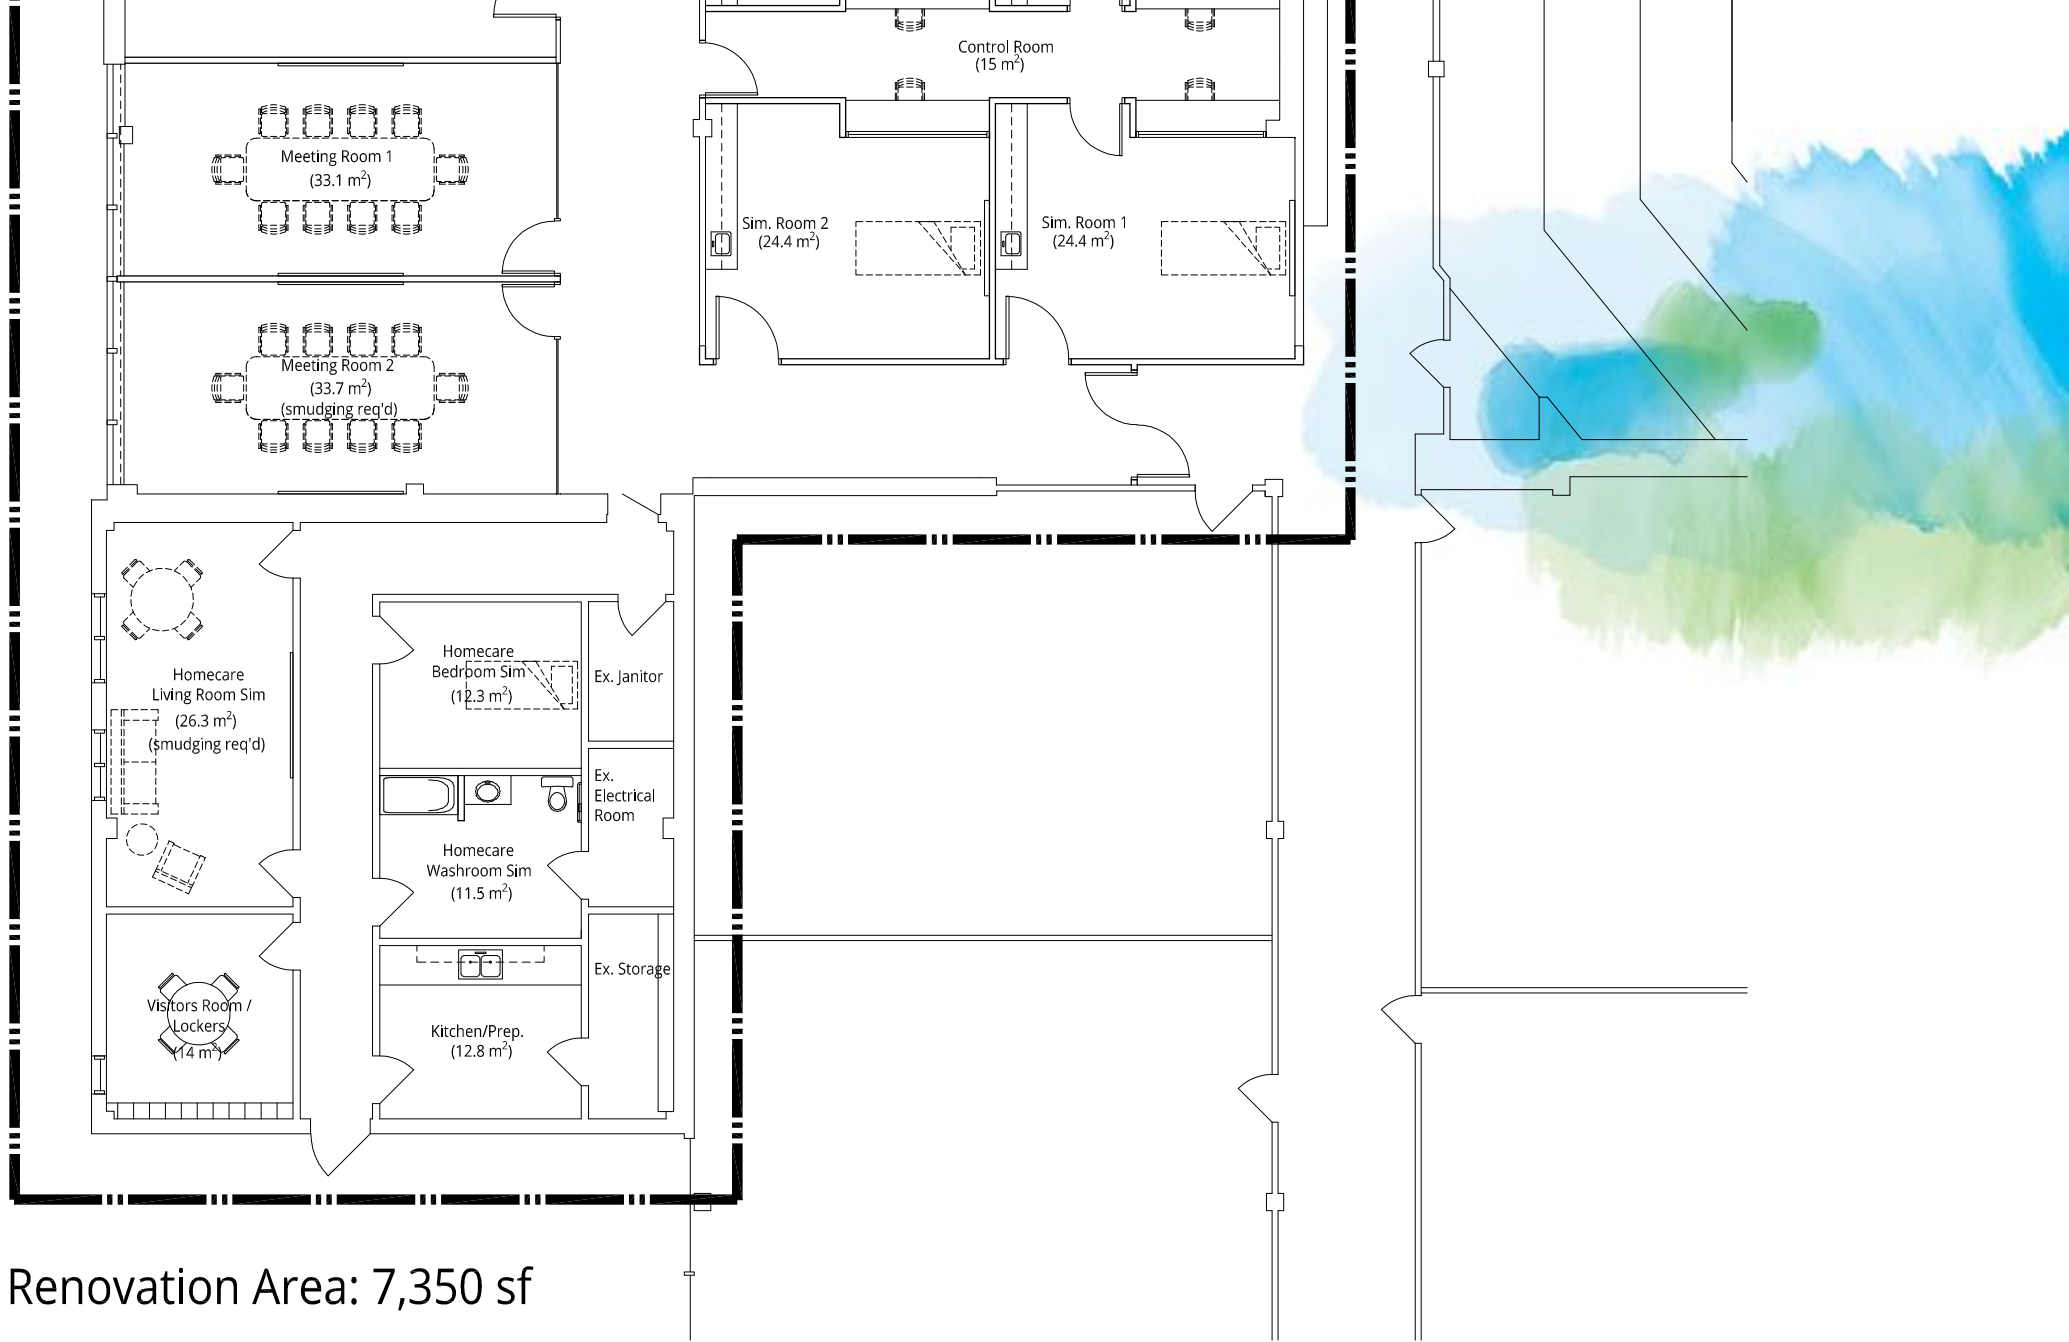 Control Room
(15 m²)
Meeting Room 1
(33.1 m²)
Sim. Room 2
(24.4 m²)
Sim. Room 1
(24.4 m²)
Meeting Room 2
(33.7 m²)
(smudging req'd)
Homecare
Living Room Sim
(26.3 m²)
(smudging req'd)
Homecare
Bedroom Sim
(12.3 m²)
Ex. Janitor
Ex.
Electrical
Room
Homecare
Washroom Sim
(11.5 m²)
Ex. Storage
Visitors Room /
Lockers
(14 m²)
Kitchen/Prep.
(12.8 m²)
Renovation Area: 7,350 sf